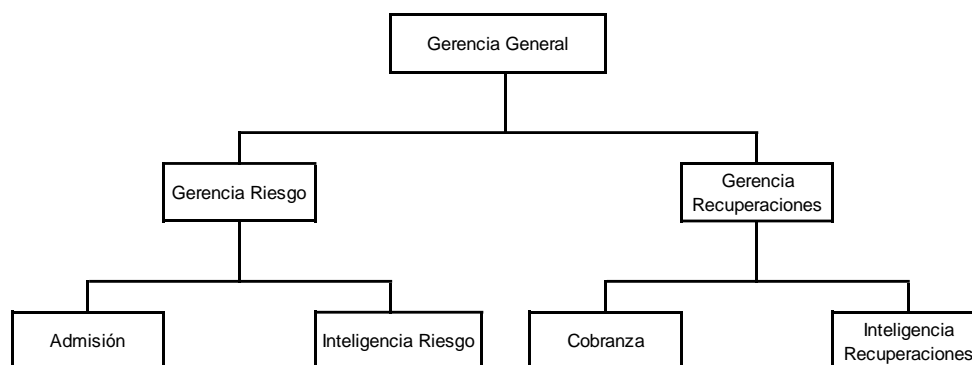 Gerencia General
Gerencia Riesgo
Gerencia
Recuperaciones
Admisión
Inteligencia Riesgo
Cobranza
Inteligencia
Recuperaciones